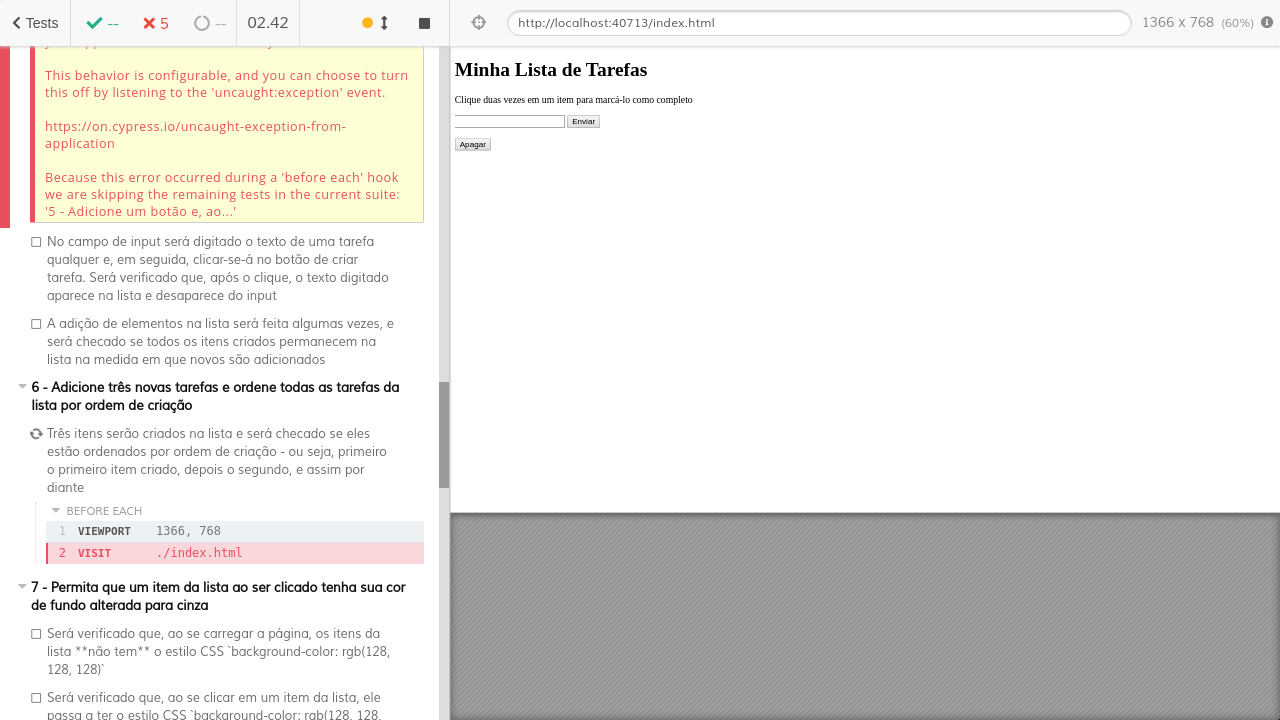 Tests
--
5
--
02.42
http://localhost:40713/index.html
1366 x 768 (60%)
This behavior is configurable, and you can choose to turn
this off by listening to the 'uncaught:exception' event.
https://on.cypress.io/uncaught-exception-from-
application
Because this error occurred during a 'before each' hook
we are skipping the remaining tests in the current suite:
'5 - Adicione um botão e, ao...'
No campo de input será digitado o texto de uma tarefa
qualquer e, em seguida, clicar-se-á no botão de criar
tarefa. Será verificado que, após o clique, o texto digitado
aparece na lista e desaparece do input
A adição de elementos na lista será feita algumas vezes, e
será checado se todos os itens criados permanecem na
lista na medida em que novos são adicionados
6 - Adicione três novas tarefas e ordene todas as tarefas da
lista por ordem de criação
Três itens serão criados na lista e será checado se eles
estão ordenados por ordem de criação - ou seja, primeiro
o primeiro item criado, depois o segundo, e assim por
diante
BEFORE EACH
1 VIEWPORT 1366, 768
2 VISIT ./index.html
7 - Permita que um item da lista ao ser clicado tenha sua cor
de fundo alterada para cinza
Será verificado que, ao se carregar a página, os itens da
lista **não tem** o estilo CSS `background-color: rgb(128,
128, 128)`
Será verificado que, ao se clicar em um item da lista, ele
passa a ter o estilo CSS `background-color: rgb(128, 128,
Minha Lista de Tarefas
Clique duas vezes em um item para marcá-lo como completo
Enviar
Apagar